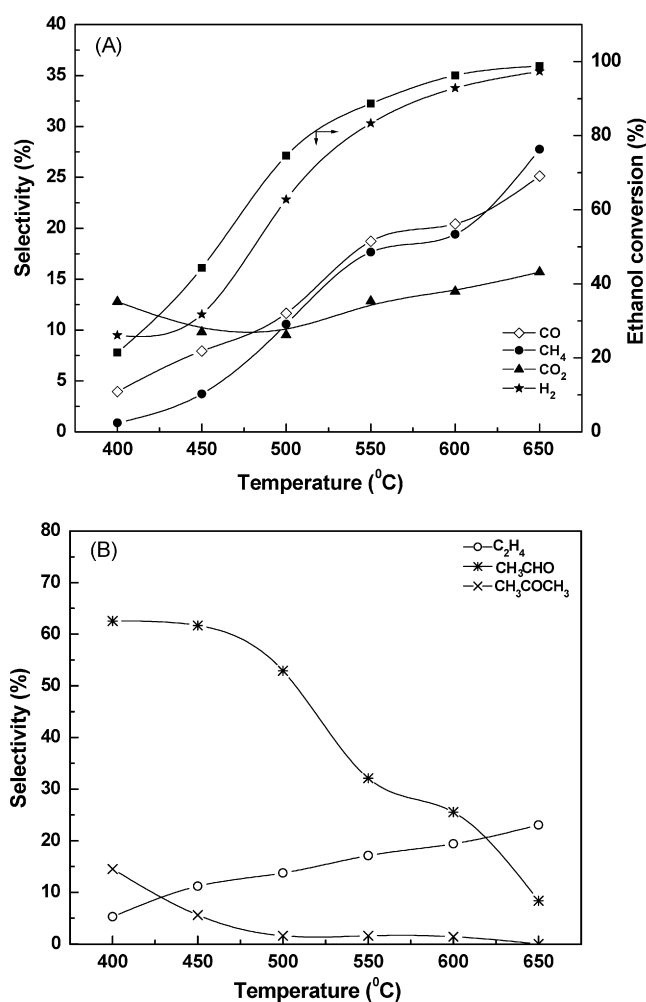 (A)
40
35
30
25
20
15
10
5
0
Selectivity (%)
100
80
60
40
20
0
Ethanol conversion (%)
CO
CH₄
CO₂
H₂
400 450 500 550 600 650
Temperature (⁰C)
(B)
80
70
60
50
40
30
20
10
0
Selectivity (%)
C₂H₄
CH₃CHO
CH₃COCH₃
400 450 500 550 600 650
Temperature (⁰C)